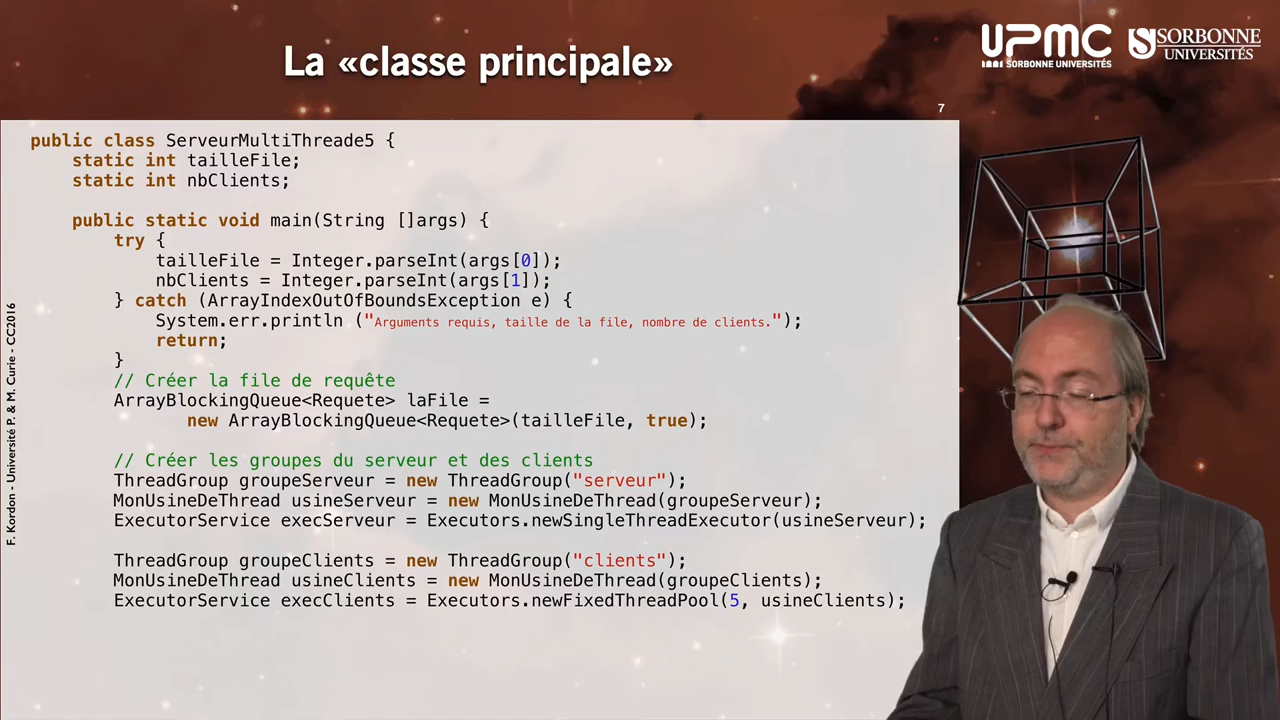 La «classe principale»
UPMC
SORBONNE UNIVERSITÉS
S SORBONNE
UNIVERSITÉS
7
public class ServeurMultiThreade5 {
static int tailleFile;
static int nbClients;
public static void main(String []args) {
try {
tailleFile = Integer.parseInt(args[0]);
nbClients = Integer.parseInt(args[1]);
} catch (ArrayIndexOutOfBoundsException e) {
System.err.println ("Arguments requis, taille de la file, nombre de clients.");
return;
}
// Créer la file de requête
ArrayBlockingQueue<Requete> laFile =
new ArrayBlockingQueue<Requete>(tailleFile, true);
// Créer les groupes du serveur et des clients
ThreadGroup groupeServeur = new ThreadGroup("serveur");
MonUsineDeThread usineServeur = new MonUsineDeThread(groupeServeur);
ExecutorService execServeur = Executors.newSingleThreadExecutor(usineServeur);
ThreadGroup groupeClients = new ThreadGroup("clients");
MonUsineDeThread usineClients = new MonUsineDeThread(groupeClients);
ExecutorService execClients = Executors.newFixedThreadPool(5, usineClients);
F. Kordon - Université P. & M. Curie - CC2016